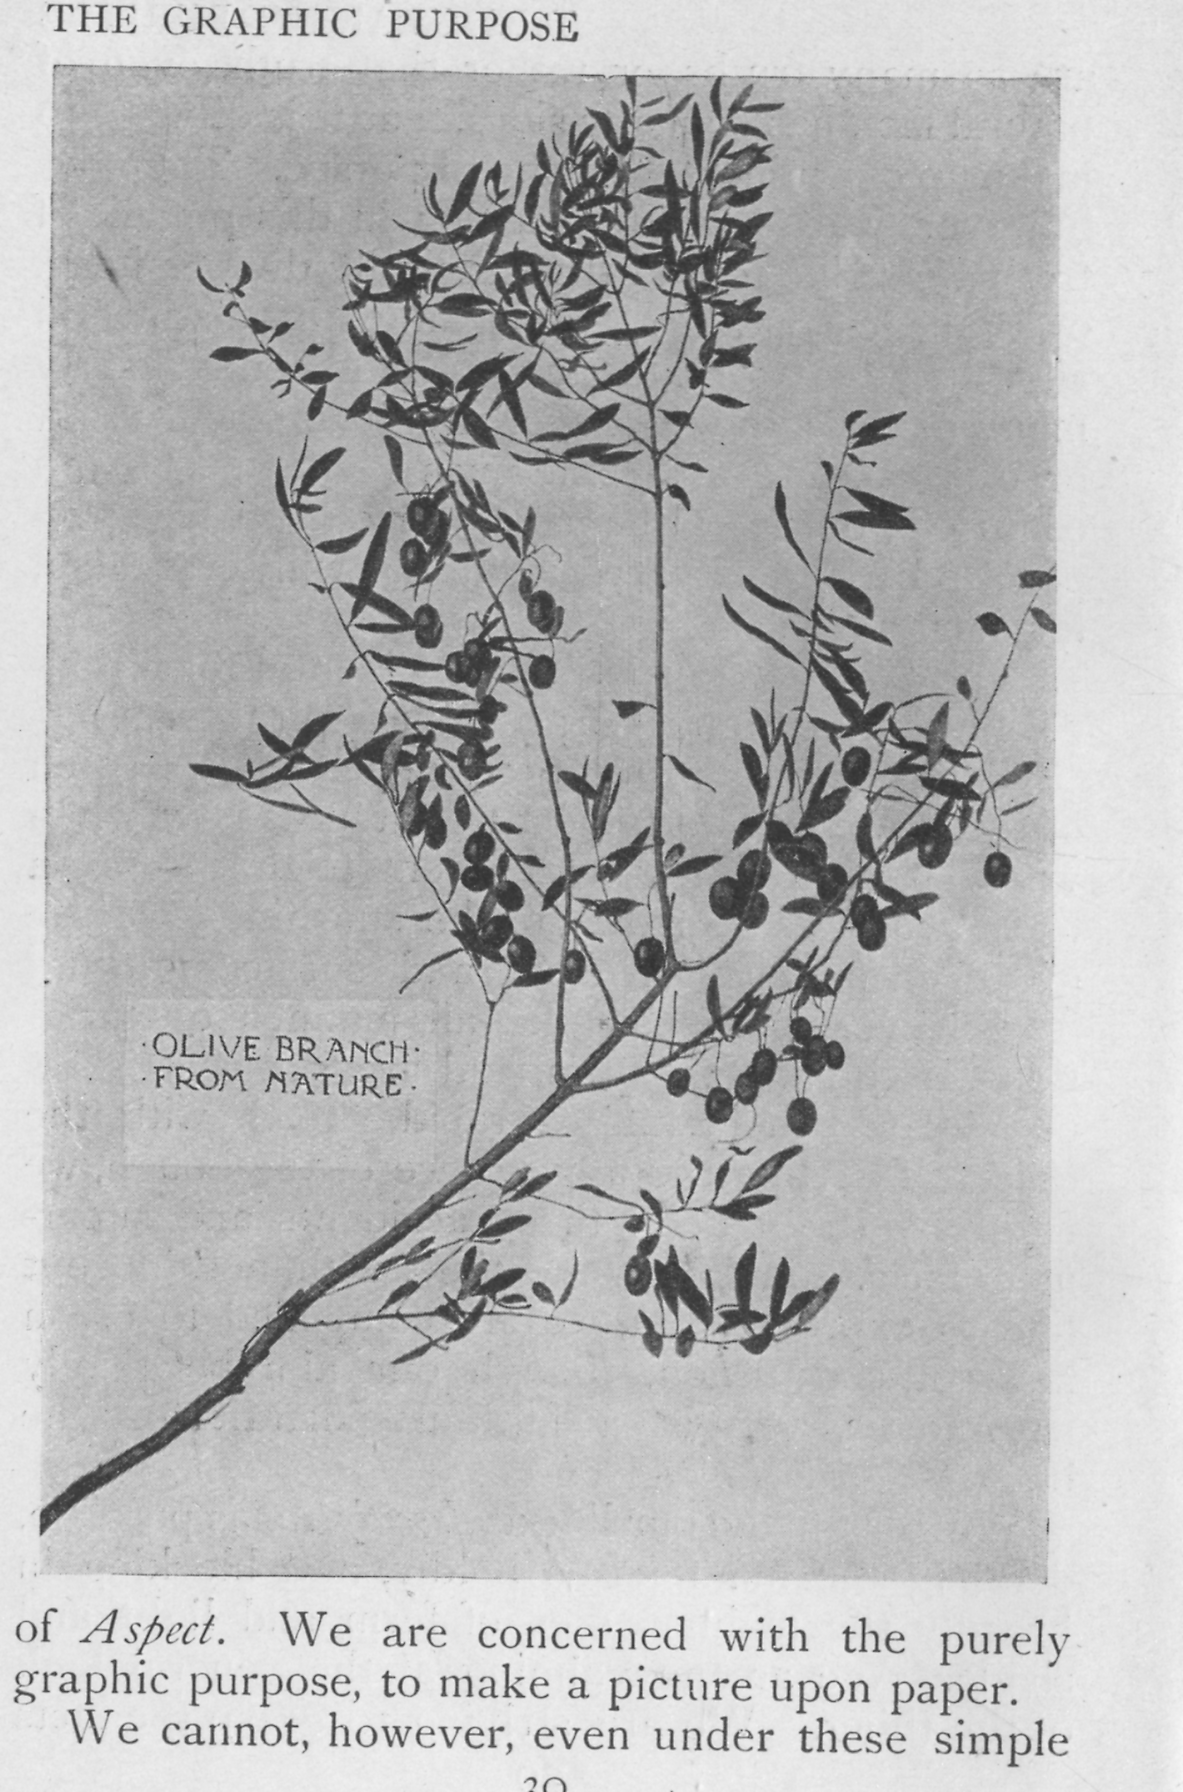 THE GRAPHIC PURPOSE
·OLIVE BRANCH·
·FROM NATURE·
of Aspect. We are concerned with the purely
graphic purpose, to make a picture upon paper.
We cannot, however, even under these simple